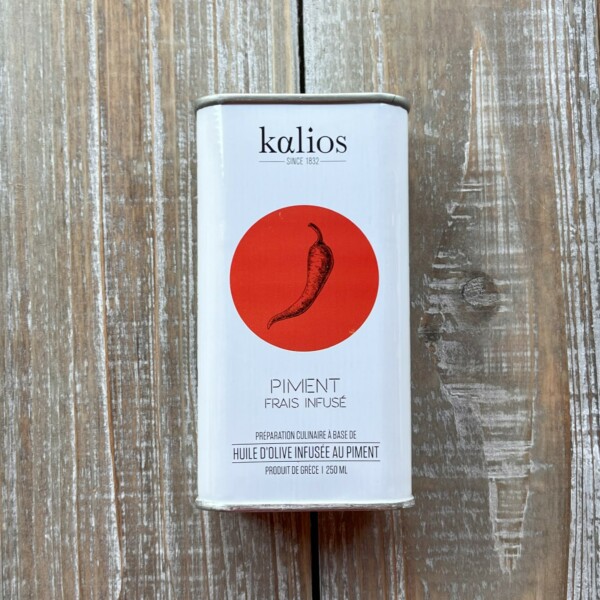 kalios
SINCE 1832
PIMENT
FRAIS INFUSÉ
PRÉPARATION CULINAIRE À BASE DE
HUILE D'OLIVE INFUSÉE AU PIMENT
PRODUIT DE GRÈCE I 250 ML